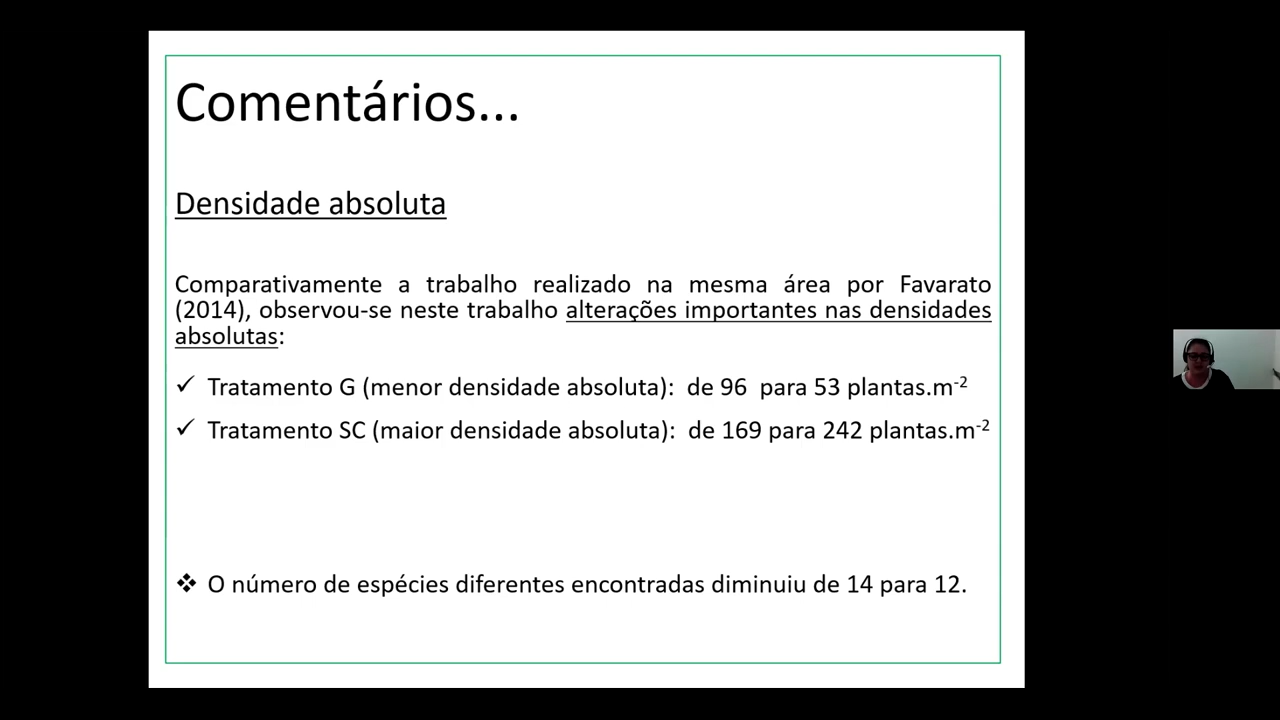 Comentários...
Densidade absoluta
Comparativamente a trabalho realizado na mesma área por Favarato
(2014), observou-se neste trabalho alterações importantes nas densidades
absolutas:
✓ Tratamento G (menor densidade absoluta): de 96 para 53 plantas.m⁻²
✓ Tratamento SC (maior densidade absoluta): de 169 para 242 plantas.m⁻²
❖ O número de espécies diferentes encontradas diminuiu de 14 para 12.